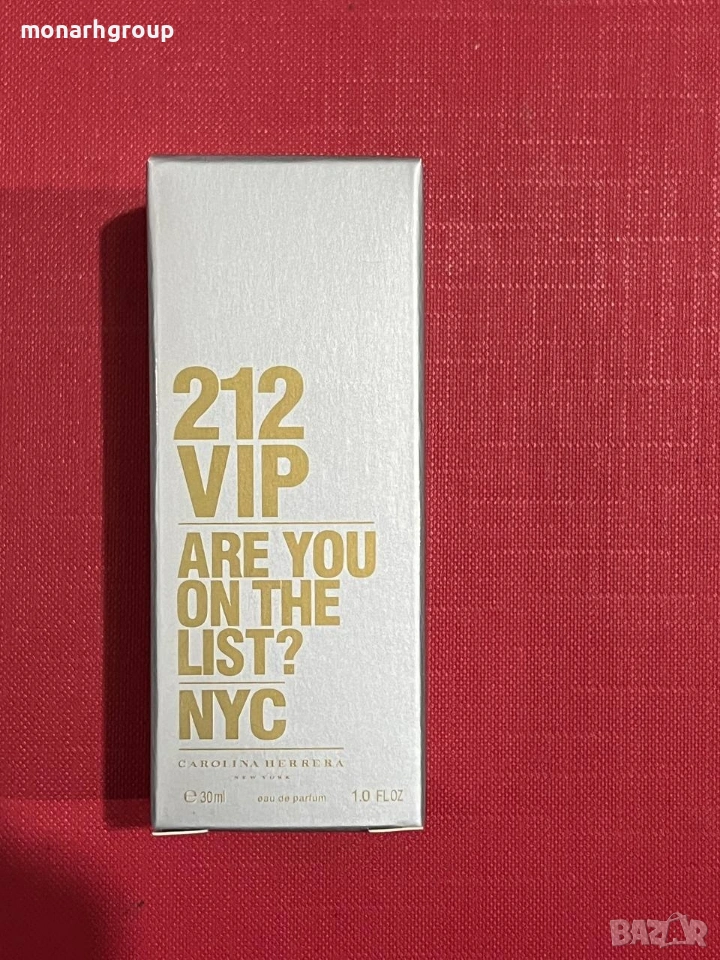 monarhgroup
212
VIP
ARE YOU
ON THE
LIST?
NYC
CAROLINA HERRERA
NEW YORK
℮30ml eau de parfum 1.0 FL OZ
BAZAR